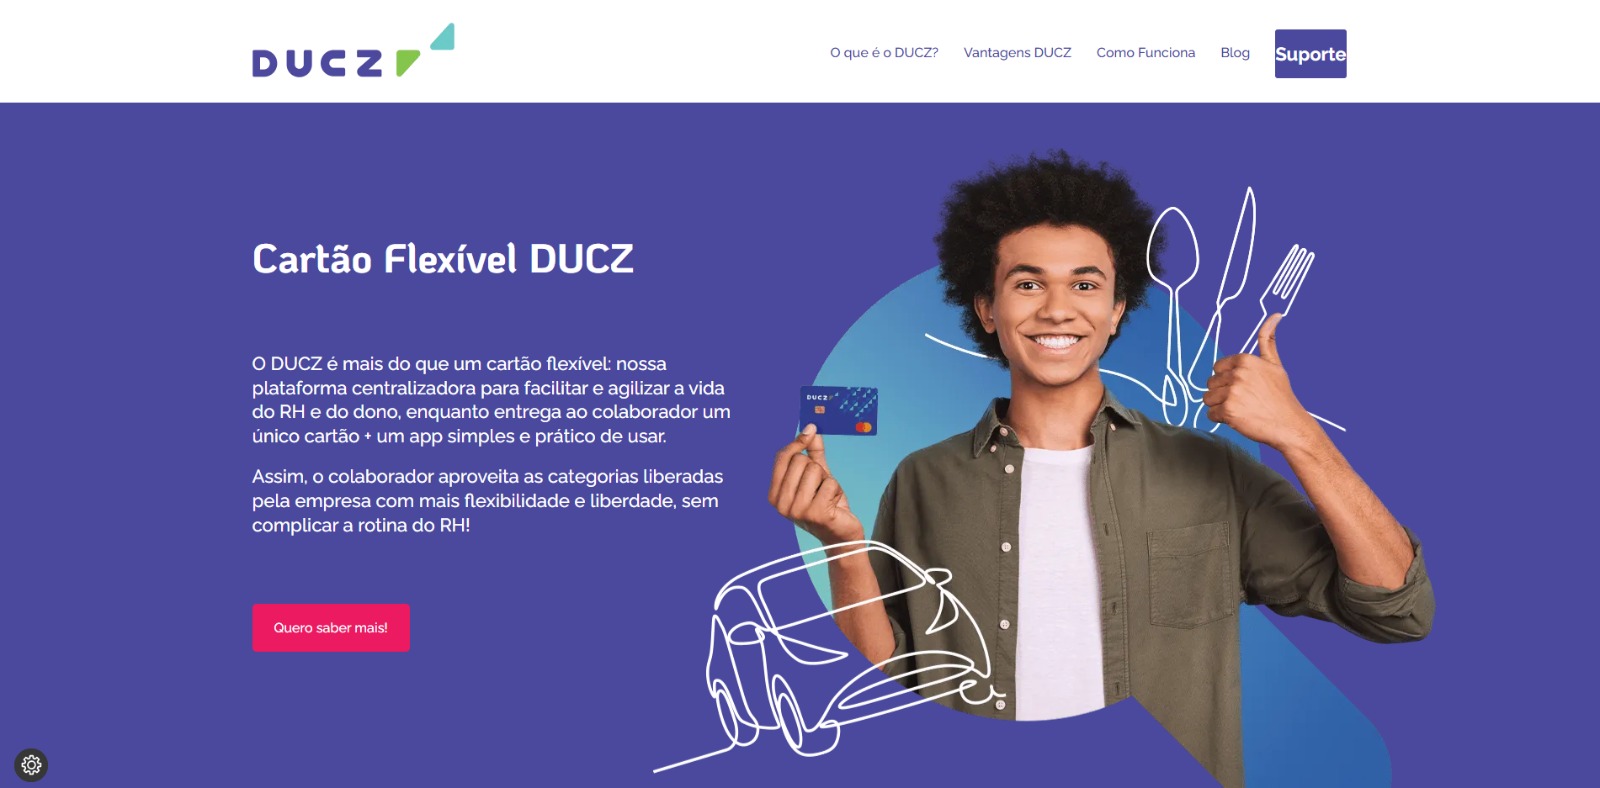 DUCZ
O que é o DUCZ?
Vantagens DUCZ
Como Funciona
Blog
Suporte
Cartão Flexível DUCZ
O DUCZ é mais do que um cartão flexível: nossa
plataforma centralizadora para facilitar e agilizar a vida
do RH e do dono, enquanto entrega ao colaborador um
único cartão + um app simples e prático de usar.
Assim, o colaborador aproveita as categorias liberadas
pela empresa com mais flexibilidade e liberdade, sem
complicar a rotina do RH!
Quero saber mais!
DUCZ